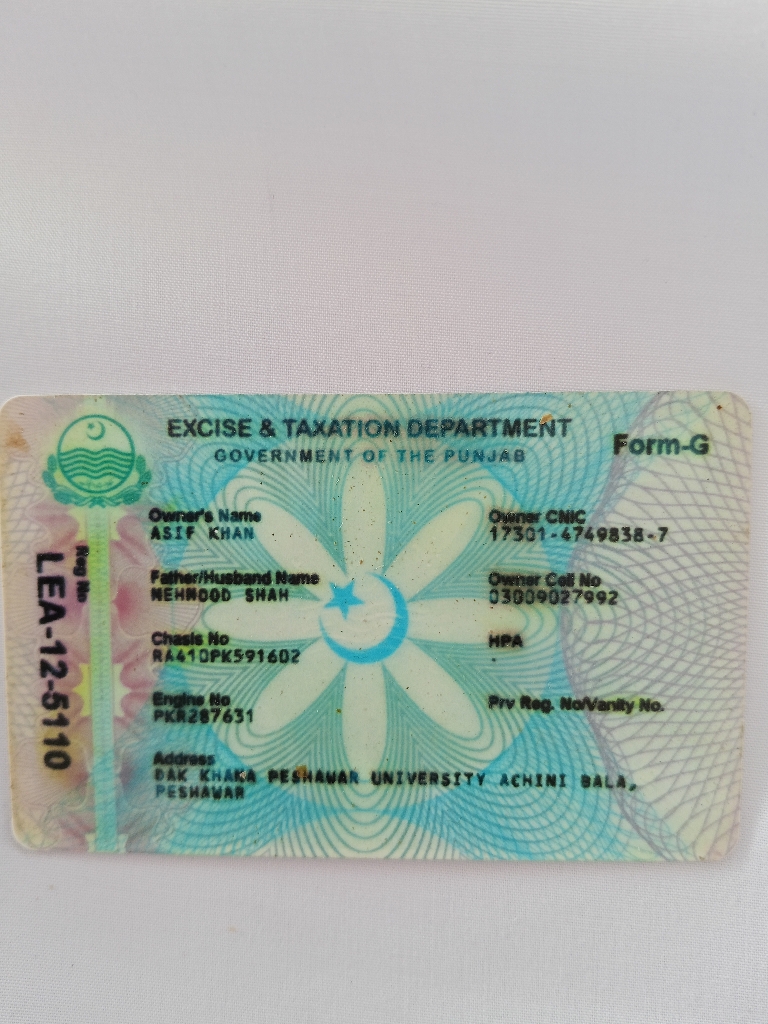 EXCISE & TAXATION DEPARTMENT
GOVERNMENT OF THE PUNJAB
Form-G
Reg No
LEA-12-5110
Owner's Name
ASIF KHAN
Owner CNIC
17301-4749838-7
Father/Husband Name
MEHMOOD SHAH
Owner Cell No
03009027992
Chasis No
RA410PK591602
HPA
Engine No
PKR287631
Prv Reg. No/Vanity No.
Address
DAK KHANA PESHAWAR UNIVERSITY ACHINI BALA,
PESHAWAR